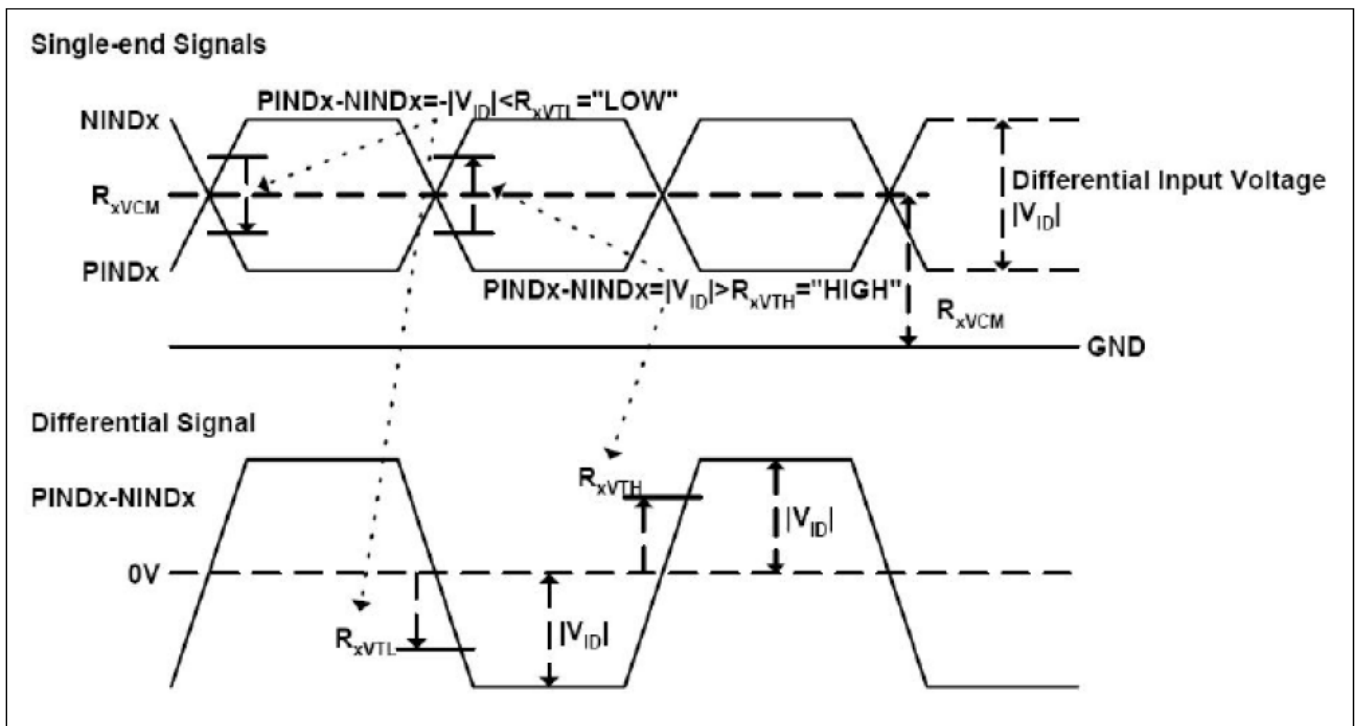 Single-end Signals
PINDx-NINDx=-|VID|<RxVTL="LOW"
NINDx
RxVCM
Differential Input Voltage
|VID|
PINDx
PINDx-NINDx=|VID|>RxVTH="HIGH"
RxVCM
GND
Differential Signal
RxVTH
PINDx-NINDx
|VID|
0V
RxVTL
|VID|